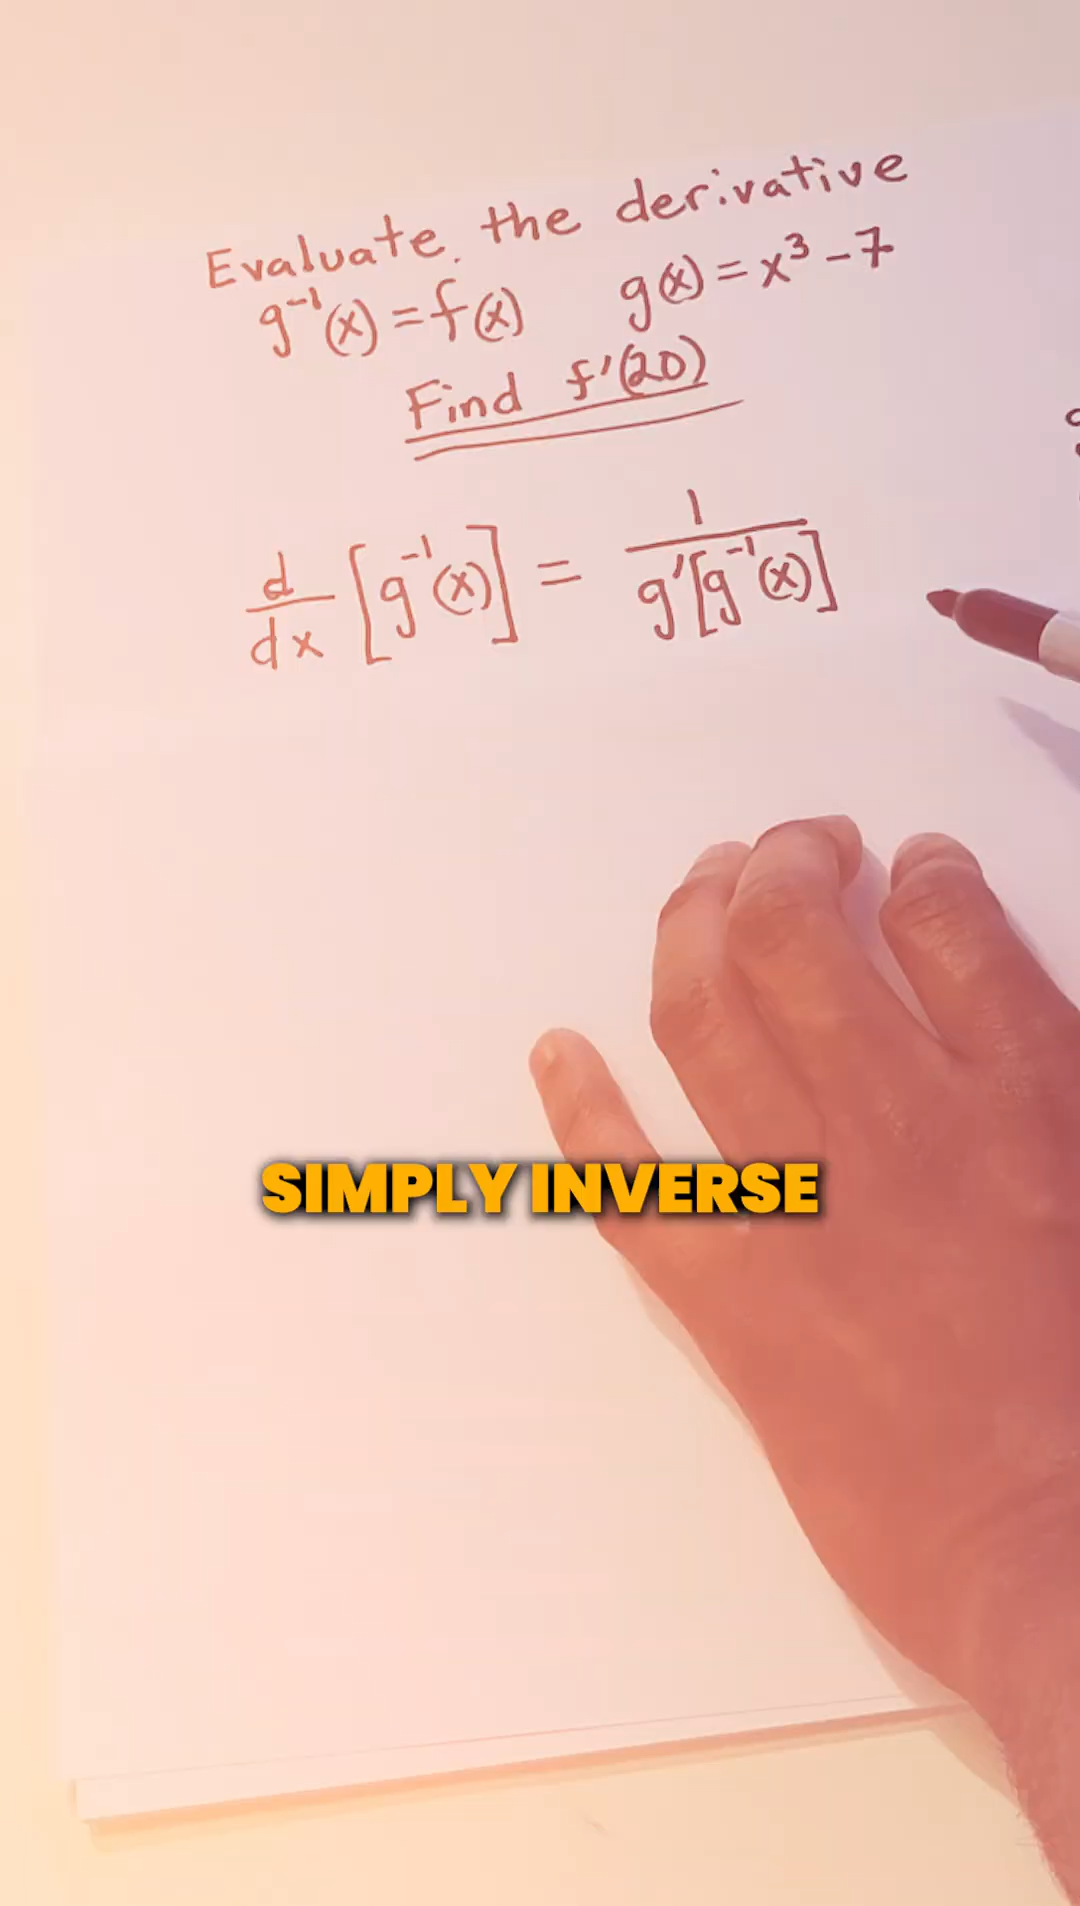 Evaluate the derivative
g⁻¹(x) = f(x) g(x) = x³ - 7
Find f'(20)
d/dx [g⁻¹(x)] = 1/g'[g⁻¹(x)]
SIMPLY INVERSE